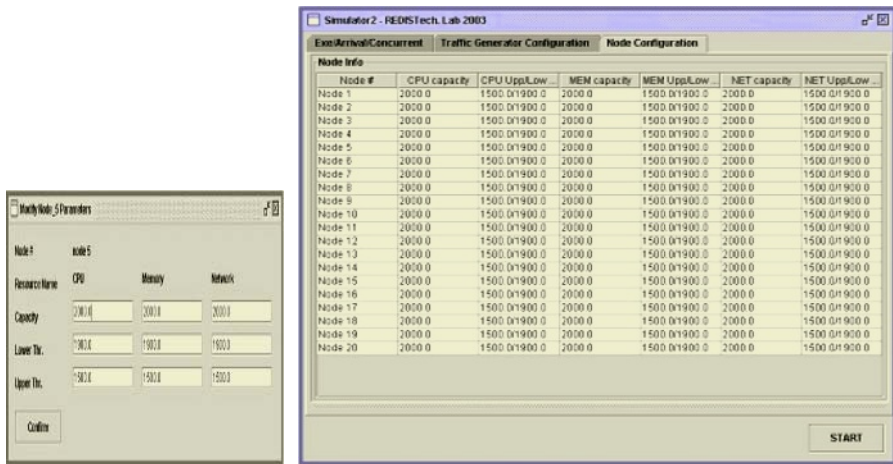 Modify Node_5 Parameters
Node # node 5
Resource Name CPU Memory Network
Capacity 2000.0 2000.0 2000.0
Lower Thr. 1900.0 1900.0 1900.0
Upper Thr. 1500.0 1500.0 1500.0
Confirm
Simulator2 - REDISTech. Lab 2003
Exe/Arrival/Concurrent Traffic Generator Configuration Node Configuration
Node Info
Node # CPU capacity CPU Upp/Low ... MEM capacity MEM Upp/Low ... NET capacity NET Upp/Low ...
Node 1 2000.0 1500.0/1900.0 2000.0 1500.0/1900.0 2000.0 1500.0/1900.0
Node 2 2000.0 1500.0/1900.0 2000.0 1500.0/1900.0 2000.0 1500.0/1900.0
Node 3 2000.0 1500.0/1900.0 2000.0 1500.0/1900.0 2000.0 1500.0/1900.0
Node 4 2000.0 1500.0/1900.0 2000.0 1500.0/1900.0 2000.0 1500.0/1900.0
Node 5 2000.0 1500.0/1900.0 2000.0 1500.0/1900.0 2000.0 1500.0/1900.0
Node 6 2000.0 1500.0/1900.0 2000.0 1500.0/1900.0 2000.0 1500.0/1900.0
Node 7 2000.0 1500.0/1900.0 2000.0 1500.0/1900.0 2000.0 1500.0/1900.0
Node 8 2000.0 1500.0/1900.0 2000.0 1500.0/1900.0 2000.0 1500.0/1900.0
Node 9 2000.0 1500.0/1900.0 2000.0 1500.0/1900.0 2000.0 1500.0/1900.0
Node 10 2000.0 1500.0/1900.0 2000.0 1500.0/1900.0 2000.0 1500.0/1900.0
Node 11 2000.0 1500.0/1900.0 2000.0 1500.0/1900.0 2000.0 1500.0/1900.0
Node 12 2000.0 1500.0/1900.0 2000.0 1500.0/1900.0 2000.0 1500.0/1900.0
Node 13 2000.0 1500.0/1900.0 2000.0 1500.0/1900.0 2000.0 1500.0/1900.0
Node 14 2000.0 1500.0/1900.0 2000.0 1500.0/1900.0 2000.0 1500.0/1900.0
Node 15 2000.0 1500.0/1900.0 2000.0 1500.0/1900.0 2000.0 1500.0/1900.0
Node 16 2000.0 1500.0/1900.0 2000.0 1500.0/1900.0 2000.0 1500.0/1900.0
Node 17 2000.0 1500.0/1900.0 2000.0 1500.0/1900.0 2000.0 1500.0/1900.0
Node 18 2000.0 1500.0/1900.0 2000.0 1500.0/1900.0 2000.0 1500.0/1900.0
Node 19 2000.0 1500.0/1900.0 2000.0 1500.0/1900.0 2000.0 1500.0/1900.0
Node 20 2000.0 1500.0/1900.0 2000.0 1500.0/1900.0 2000.0 1500.0/1900.0
START